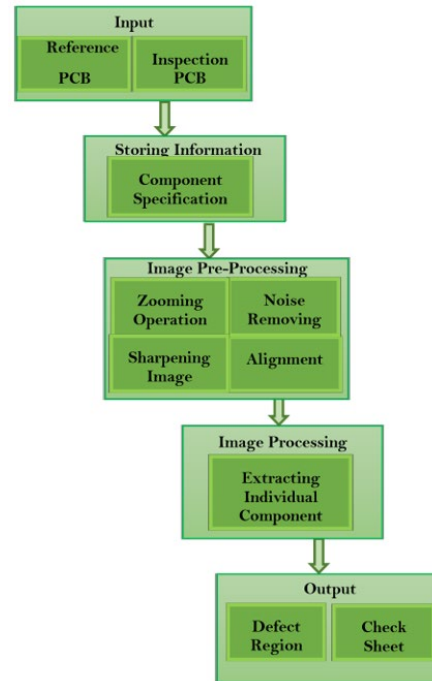 Input
Reference
PCB
Inspection
PCB
Storing Information
Component
Specification
Image Pre-Processing
Zooming
Operation
Noise
Removing
Sharpening
Image
Alignment
Image Processing
Extracting
Individual
Component
Output
Defect
Region
Check
Sheet